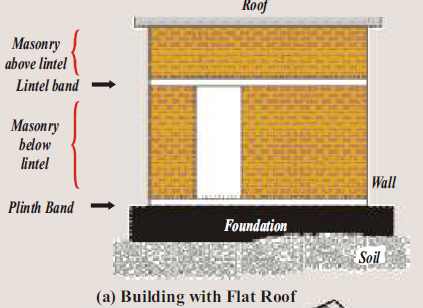 Roof
Masonry
above lintel
Lintel band
Masonry
below
lintel
Wall
Plinth Band
Foundation
Soil
(a) Building with Flat Roof